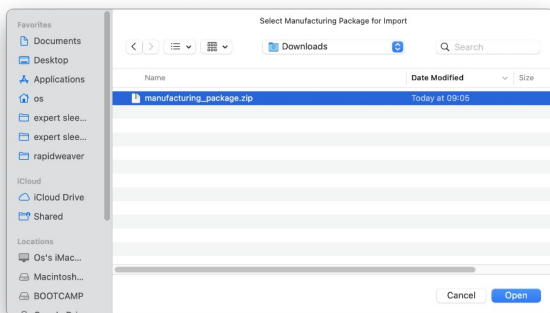 Select Manufacturing Package for Import
Favorites
Documents
Desktop
Applications
os
expert slee...
expert slee...
rapidweaver
iCloud
iCloud Drive
Shared
Locations
Os's iMac...
Macintosh...
BOOTCAMP
Downloads
Search
Name
Date Modified
Size
manufacturing_package.zip
Today at 09:05
Cancel
Open